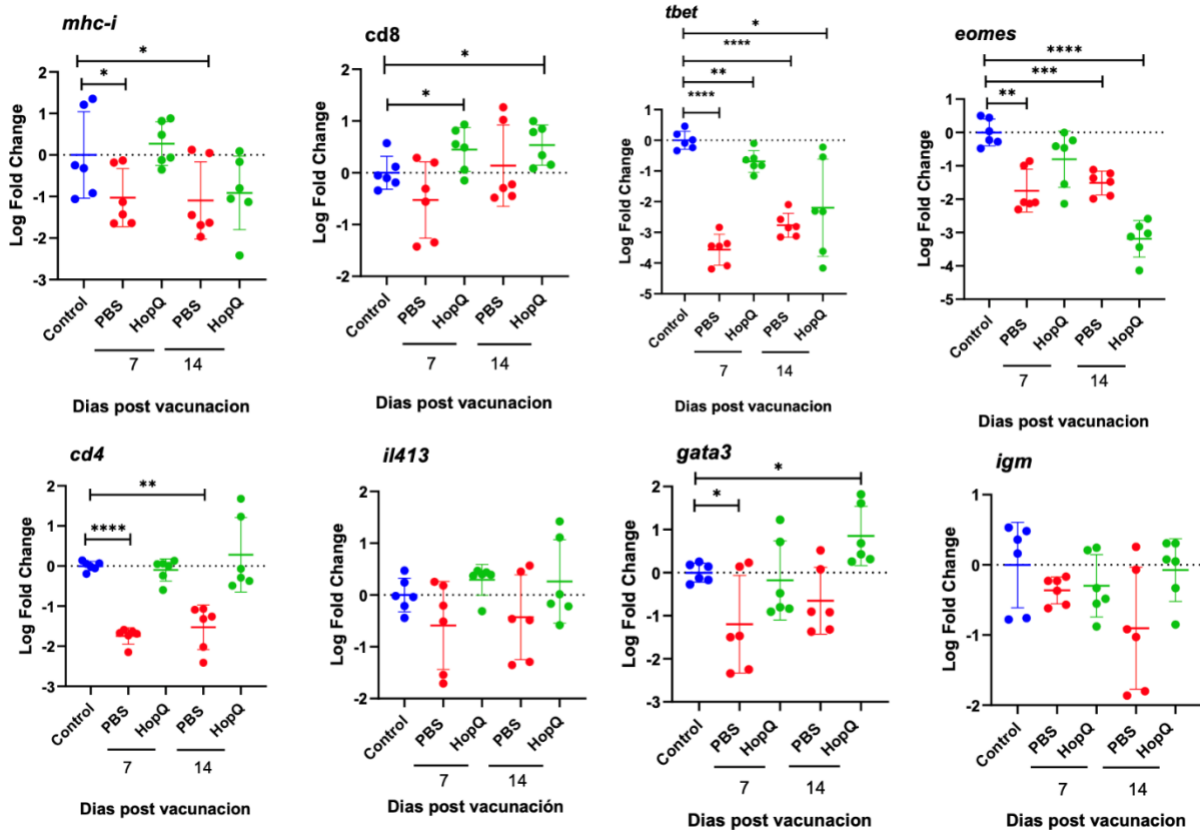 mhc-i
*
*
Log Fold Change
2
1
0
-1
-2
-3
Control
PBS
HopQ
PBS
HopQ
7
14
Dias post vacunacion
cd8
*
*
Log Fold Change
2
1
0
-1
-2
Control
PBS
HopQ
PBS
HopQ
7
14
Dias post vacunacion
tbet
*
****
**
****
Log Fold Change
1
0
-1
-2
-3
-4
-5
Control
PBS
HopQ
PBS
HopQ
7
14
Dias post vacunacion
eomes
****
***
**
Log Fold Change
1
0
-1
-2
-3
-4
-5
Control
PBS
HopQ
PBS
HopQ
7
14
Dias post vacunacion
cd4
**
****
Log Fold Change
2
1
0
-1
-2
-3
Control
PBS
HopQ
PBS
HopQ
7
14
Dias post vacunacion
il413
Log Fold Change
2
1
0
-1
-2
Control
PBS
HopQ
PBS
HopQ
7
14
Dias post vacunación
gata3
*
*
Log Fold Change
2
1
0
-1
-2
-3
Control
PBS
HopQ
PBS
HopQ
7
14
Dias post vacunacion
igm
Log Fold Change
1
0
-1
-2
Control
PBS
HopQ
PBS
HopQ
7
14
Dias post vacunacion